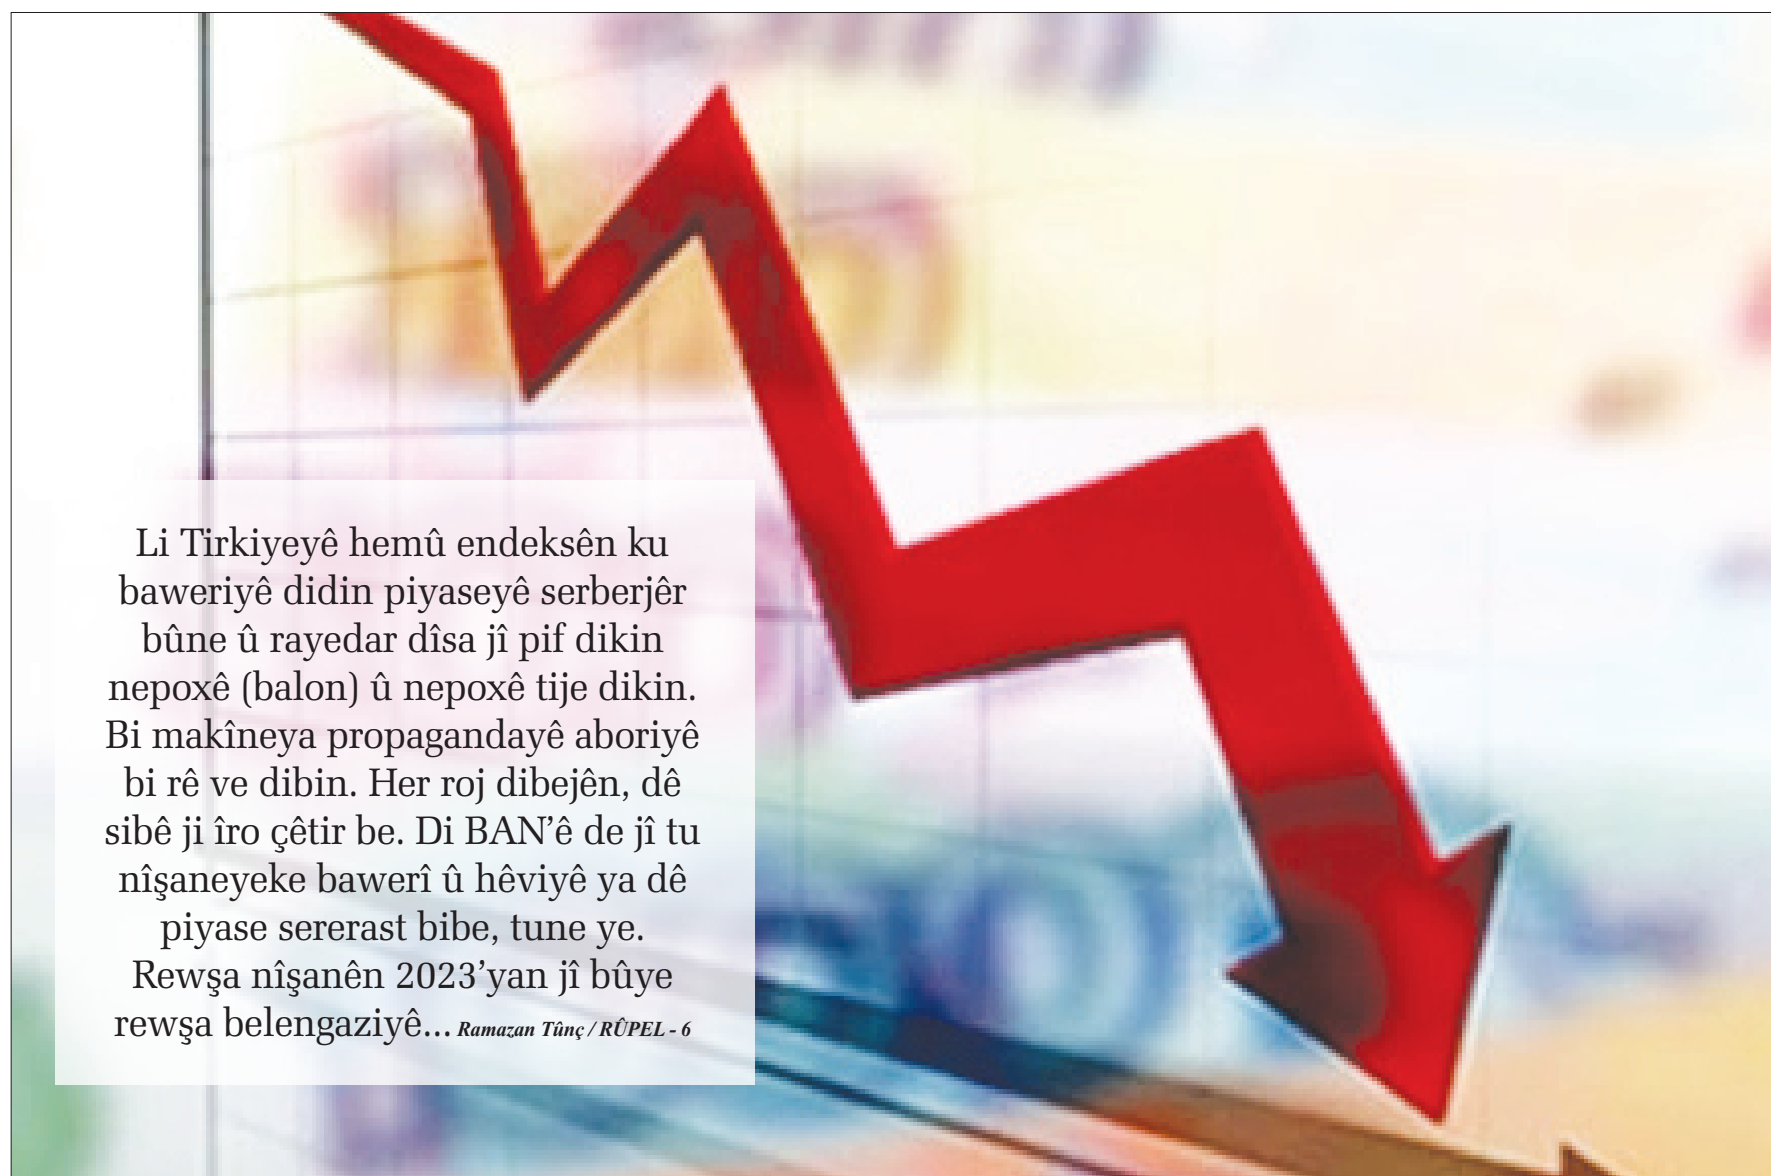 Li Tirkiyeyê hemû endeksên ku
baweriyê didin piyaseyê serberjêr
bûne û rayedar dîsa jî pif dikin
nepoxê (balon) û nepoxê tije dikin.
Bi makîneya propagandayê aboriyê
bi rê ve dibin. Her roj dibejên, dê
sibê ji îro çêtir be. Di BAN’ê de jî tu
nîşaneyeke bawerî û hêviyê ya dê
piyase sererast bibe, tune ye.
Rewşa nîşanên 2023’yan jî bûye
rewşa belengaziyê... Ramazan Tûnç / RÛPEL - 6